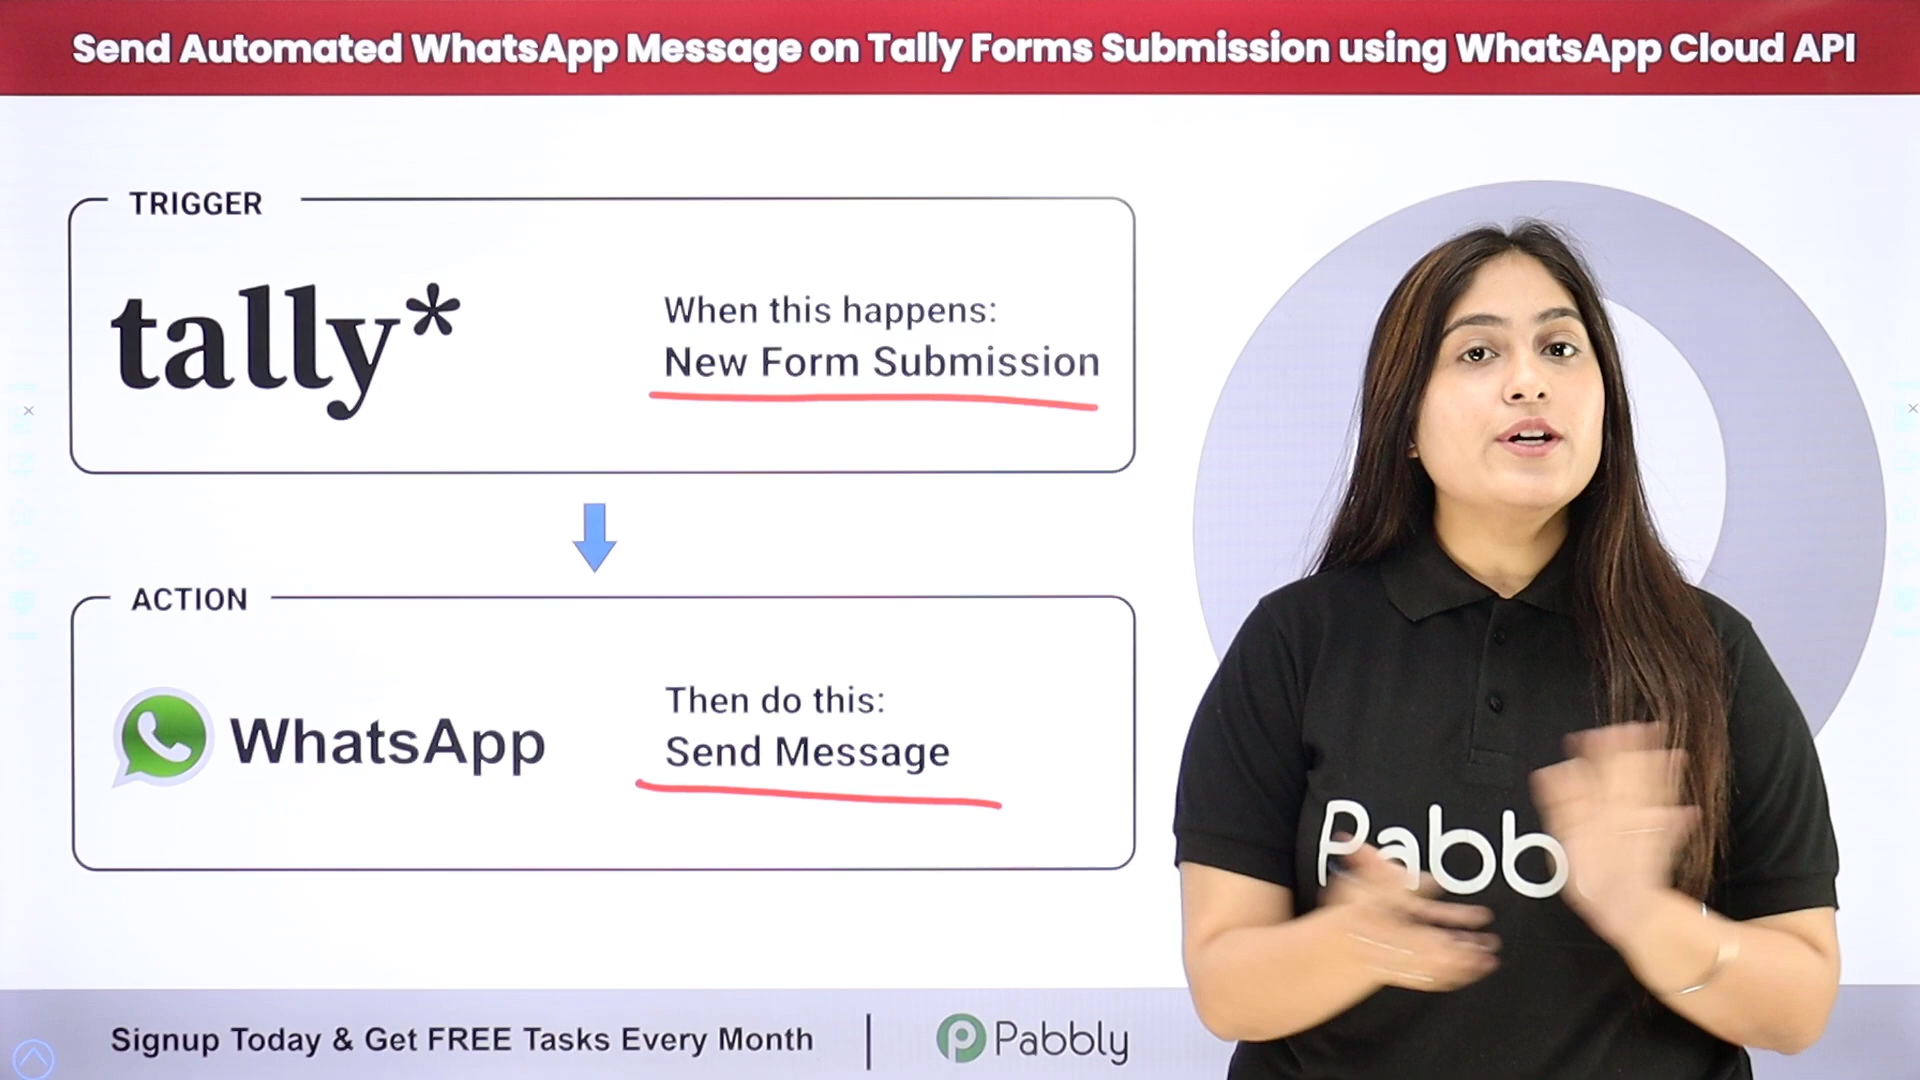 Send Automated WhatsApp Message on Tally Forms Submission using WhatsApp Cloud API
TRIGGER
tally*
When this happens:
New Form Submission
ACTION
WhatsApp
Then do this:
Send Message
Pabb
Signup Today & Get FREE Tasks Every Month | Pabbly